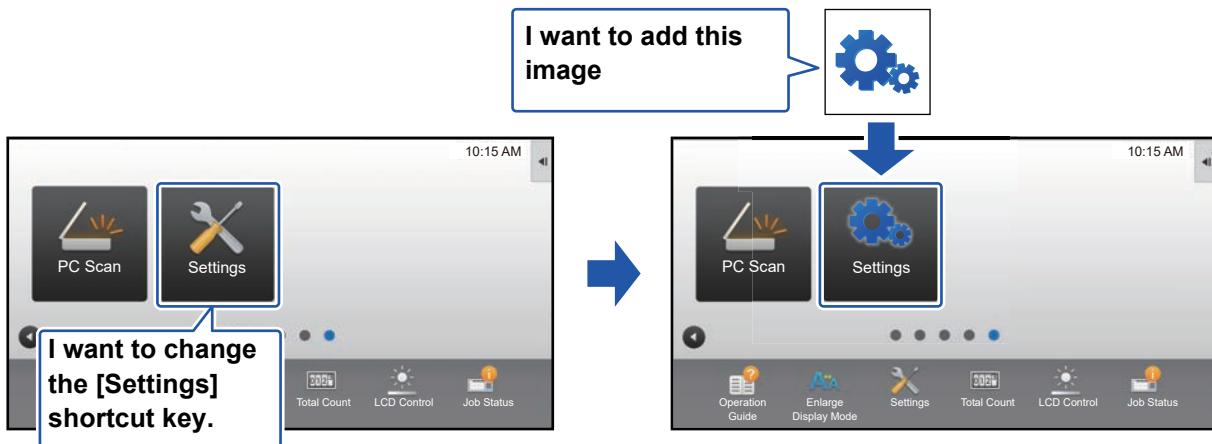 I want to add this
image
10:15 AM
PC Scan
Settings
I want to change
the [Settings]
shortcut key.
Total Count
LCD Control
Job Status
10:15 AM
PC Scan
Settings
Operation
Guide
Enlarge
Display Mode
Settings
Total Count
LCD Control
Job Status